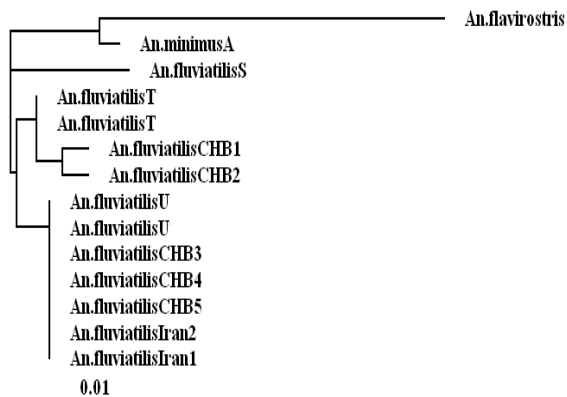 An.flavirostris
An.minimusA
An.fluviatilisS
An.fluviatilisT
An.fluviatilisT
An.fluviatilisCHB1
An.fluviatilisCHB2
An.fluviatilisU
An.fluviatilisU
An.fluviatilisCHB3
An.fluviatilisCHB4
An.fluviatilisCHB5
An.fluviatilisIran2
An.fluviatilisIran1
0.01